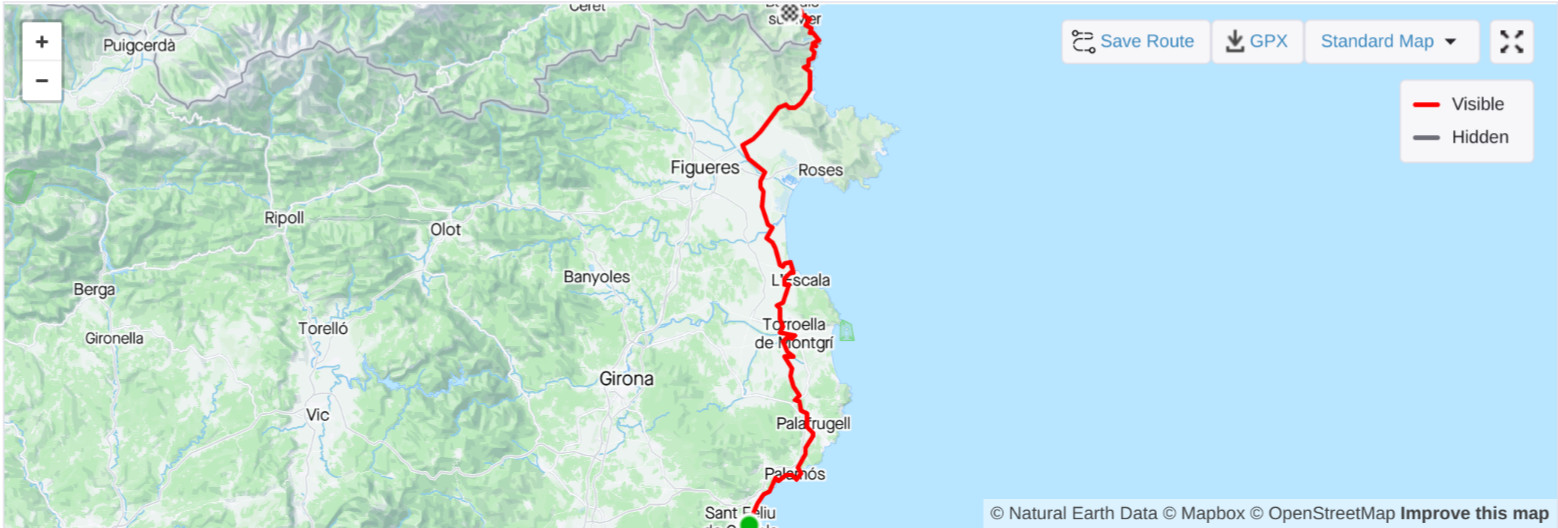 Ceret
+
Puigcerdà
−
Save Route
GPX
Standard Map
Visible
Hidden
Figueres
Roses
Ripoll
Olot
Banyoles
L'Escala
Berga
Torelló
Gironella
Torroella
de Montgrí
Girona
Vic
Palafrugell
Palamós
Sant Feliu
© Natural Earth Data © Mapbox © OpenStreetMap Improve this map